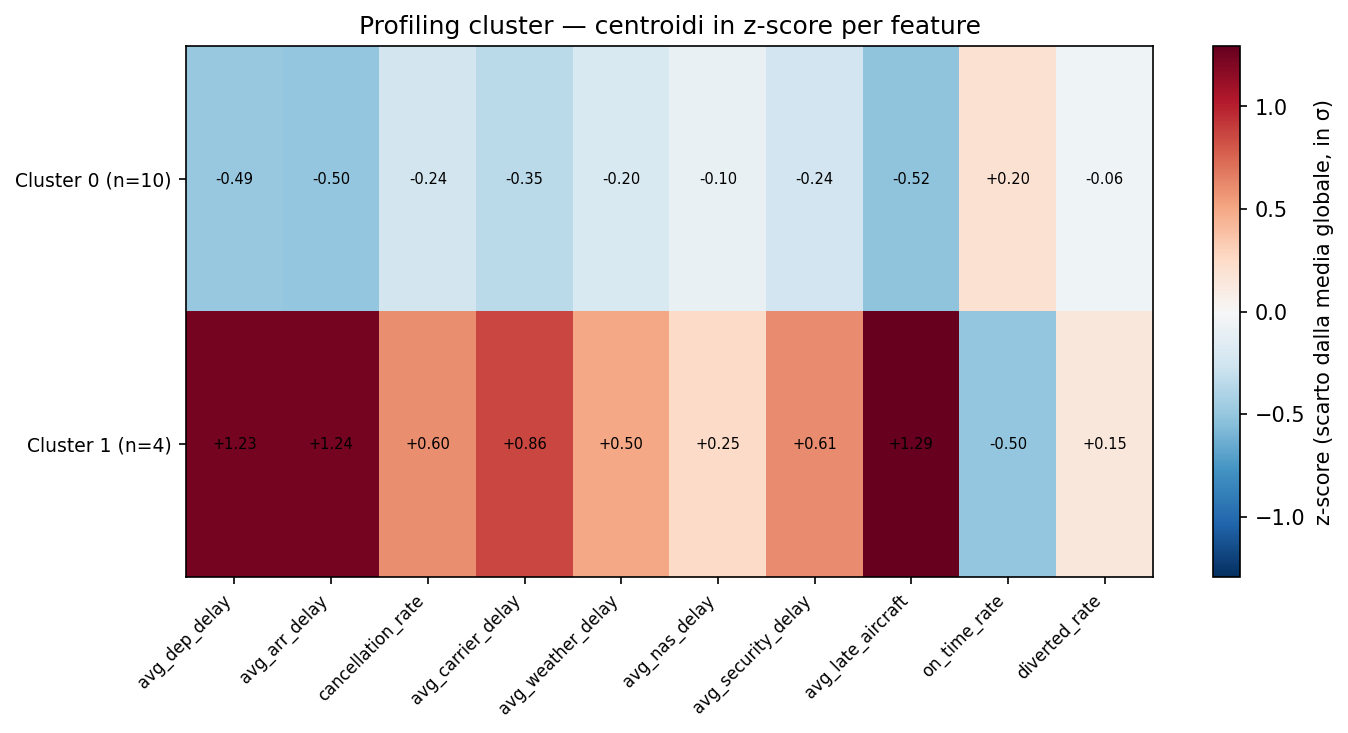 Profiling cluster — centroidi in z-score per feature
Cluster 0 (n=10)
-0.49 -0.50 -0.24 -0.35 -0.20 -0.10 -0.24 -0.52 +0.20 -0.06
Cluster 1 (n=4)
+1.23 +1.24 +0.60 +0.86 +0.50 +0.25 +0.61 +1.29 -0.50 +0.15
avg_dep_delay
avg_arr_delay
cancellation_rate
avg_carrier_delay
avg_weather_delay
avg_nas_delay
avg_security_delay
avg_late_aircraft
on_time_rate
diverted_rate
1.0
0.5
0.0
−0.5
−1.0
z-score (scarto dalla media globale, in σ)